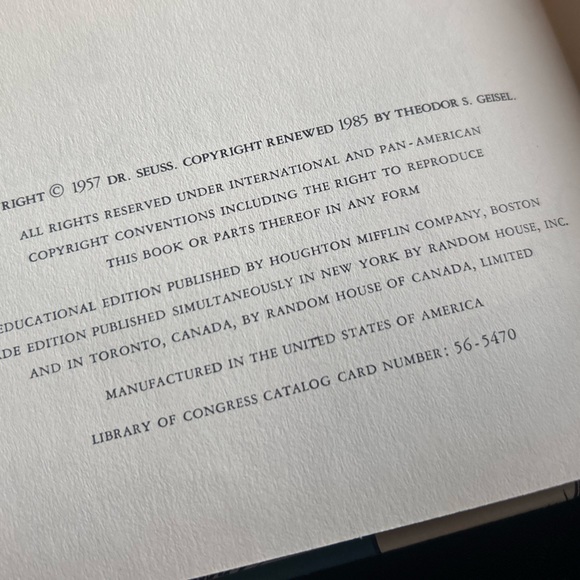 RIGHT © 1957 DR. SEUSS. COPYRIGHT RENEWED 1985 BY THEODOR S. GEISEL.
ALL RIGHTS RESERVED UNDER INTERNATIONAL AND PAN-AMERICAN
COPYRIGHT CONVENTIONS INCLUDING THE RIGHT TO REPRODUCE
THIS BOOK OR PARTS THEREOF IN ANY FORM
EDUCATIONAL EDITION PUBLISHED BY HOUGHTON MIFFLIN COMPANY, BOSTON
DE EDITION PUBLISHED SIMULTANEOUSLY IN NEW YORK BY RANDOM HOUSE, INC.
AND IN TORONTO, CANADA, BY RANDOM HOUSE OF CANADA, LIMITED
MANUFACTURED IN THE UNITED STATES OF AMERICA
LIBRARY OF CONGRESS CATALOG CARD NUMBER: 56-5470